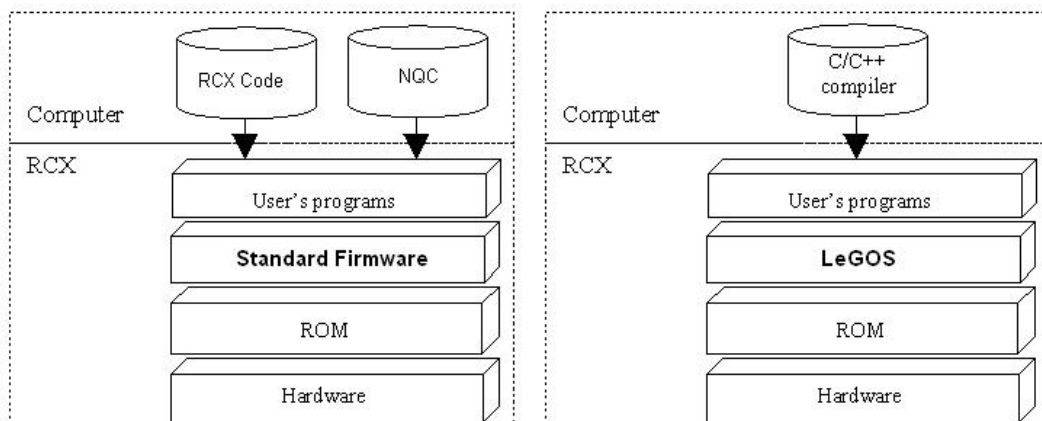 RCX Code
NQC
Computer
RCX
User's programs
Standard Firmware
ROM
Hardware
C/C++
compiler
Computer
RCX
User's programs
LeGOS
ROM
Hardware